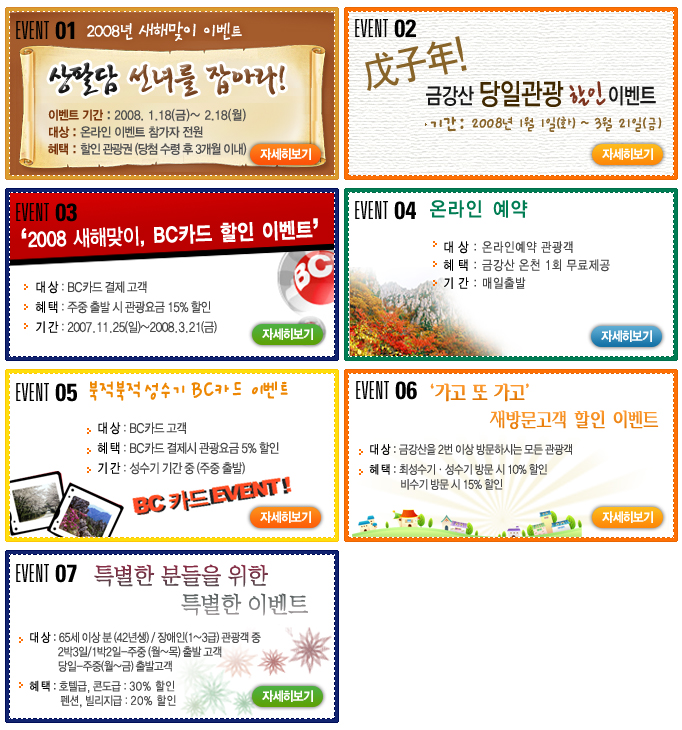 EVENT 01 2008년 새해맞이 이벤트
상팔담 선녀를 잡아라!
이벤트 기간 : 2008. 1.18(금)~ 2.18(월)
대상 : 온라인 이벤트 참가자 전원
혜택 : 할인 관광권 (당첨 수령 후 3개월 이내)
자세히보기
EVENT 02
戊子年!
금강산 당일관광 할인 이벤트
·기간 : 2008년 1월 1일(화) ~ 3월 21일(금)
자세히보기
EVENT 03
‘2008 새해맞이, BC카드 할인 이벤트’
BC
대 상 : BC카드 결제 고객
혜 택 : 주중 출발 시 관광요금 15% 할인
기 간 : 2007.11.25(일)~2008.3.21(금)
자세히보기
EVENT 04 온라인 예약
대 상 : 온라인예약 관광객
혜 택 : 금강산 온천 1회 무료제공
기 간 : 매일출발
자세히보기
EVENT 05 북적북적 성수기 BC카드 이벤트
대 상 : BC카드 고객
혜 택 : BC카드 결제시 관광요금 5% 할인
기 간 : 성수기 기간 중 (주중 출발)
BC 카드 EVENT!
자세히보기
EVENT 06 ‘가고 또 가고’
재방문고객 할인 이벤트
대 상 : 금강산을 2번 이상 방문하시는 모든 관광객
혜 택 : 최성수기 · 성수기 방문 시 10% 할인
비수기 방문 시 15% 할인
자세히보기
EVENT 07 특별한 분들을 위한
특별한 이벤트
대 상 : 65세 이상 분 (42년생) / 장애인(1~3급) 관광객 중
2박3일/1박2일-주중 (월~목) 출발 고객
당일-주중(월~금) 출발고객
혜 택 : 호텔급, 콘도급 : 30% 할인
펜션, 빌리지급 : 20% 할인
자세히보기